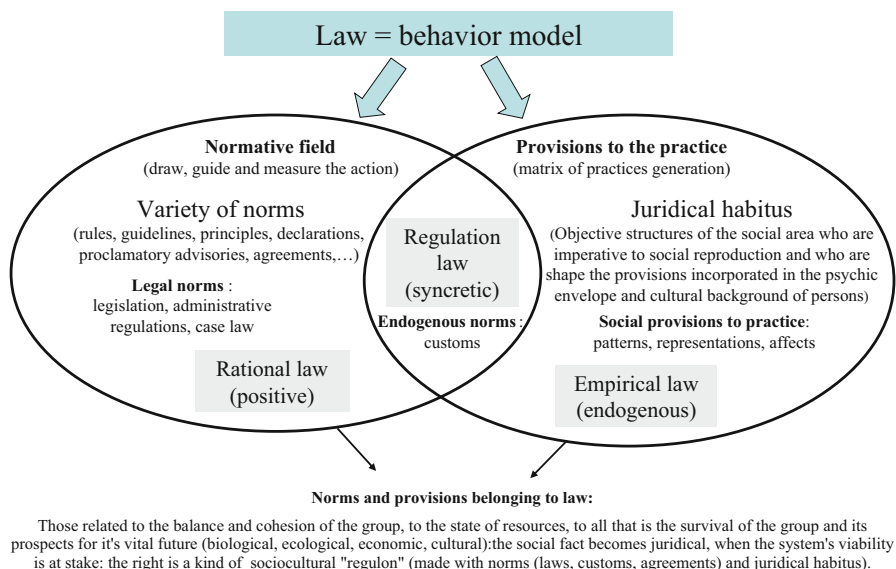 Law = behavior model
Normative field
(draw, guide and measure the action)
Variety of norms
(rules, guidelines, principles, declarations,
proclamatory advisories, agreements,…)
Legal norms :
legislation, administrative
regulations, case law
Rational law
(positive)
Regulation
law
(syncretic)
Endogenous norms :
customs
Provisions to the practice
(matrix of practices generation)
Juridical habitus
(Objective structures of the social area who are
imperative to social reproduction and who are
shape the provisions incorporated in the psychic
envelope and cultural background of persons)
Social provisions to practice:
patterns, representations, affects
Empirical law
(endogenous)
Norms and provisions belonging to law:
Those related to the balance and cohesion of the group, to the state of resources, to all that is the survival of the group and its
prospects for it's vital future (biological, ecological, economic, cultural):the social fact becomes juridical, when the system's viability
is at stake: the right is a kind of sociocultural "regulon" (made with norms (laws, customs, agreements) and juridical habitus).